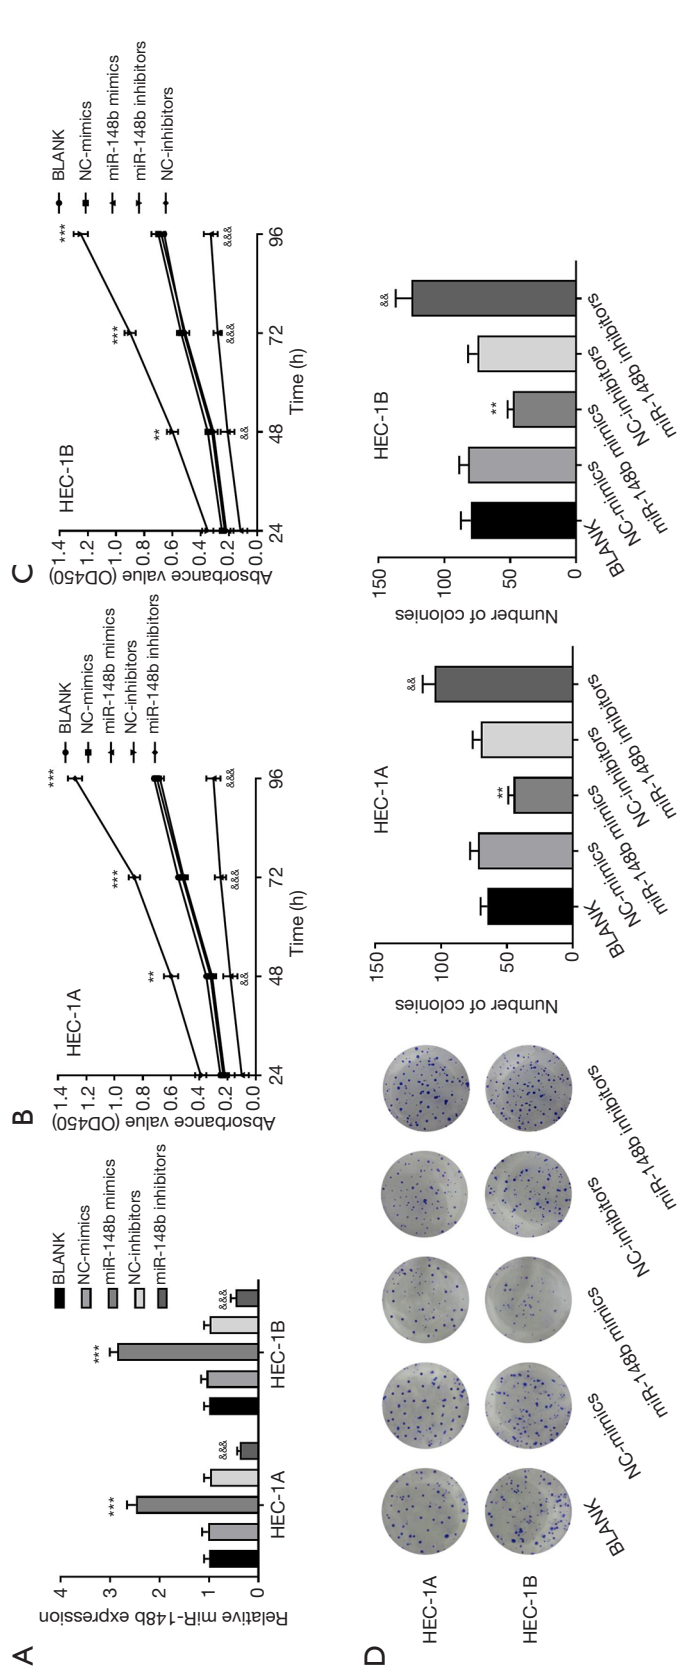 A
Relative miR-148b expression
4
3
2
1
0
***
&&&
***
&&&
HEC-1A
HEC-1B
BLANK
NC-mimics
miR-148b mimics
NC-inhibitors
miR-148b inhibitors
B
HEC-1A
Absorbance value (OD450)
1.4
1.2
1.0
0.8
0.6
0.4
0.2
0.0
**
***
***
&&
&&&
&&&
24
48
72
96
Time (h)
BLANK
NC-mimics
miR-148b mimics
NC-inhibitors
miR-148b inhibitors
C
HEC-1B
Absorbance value (OD450)
1.4
1.2
1.0
0.8
0.6
0.4
0.2
0.0
**
***
***
&&
&&&
&&&
24
48
72
96
Time (h)
BLANK
NC-mimics
miR-148b mimics
miR-148b inhibitors
NC-inhibitors
D
HEC-1A
HEC-1B
BLANK
NC-mimics
miR-148b mimics
NC-inhibitors
miR-148b inhibitors
HEC-1A
Number of colonies
150
100
50
0
**
&&
BLANK
NC-mimics
miR-148b mimics
NC-inhibitors
miR-148b inhibitors
HEC-1B
Number of colonies
150
100
50
0
**
&&
BLANK
NC-mimics
miR-148b mimics
NC-inhibitors
miR-148b inhibitors